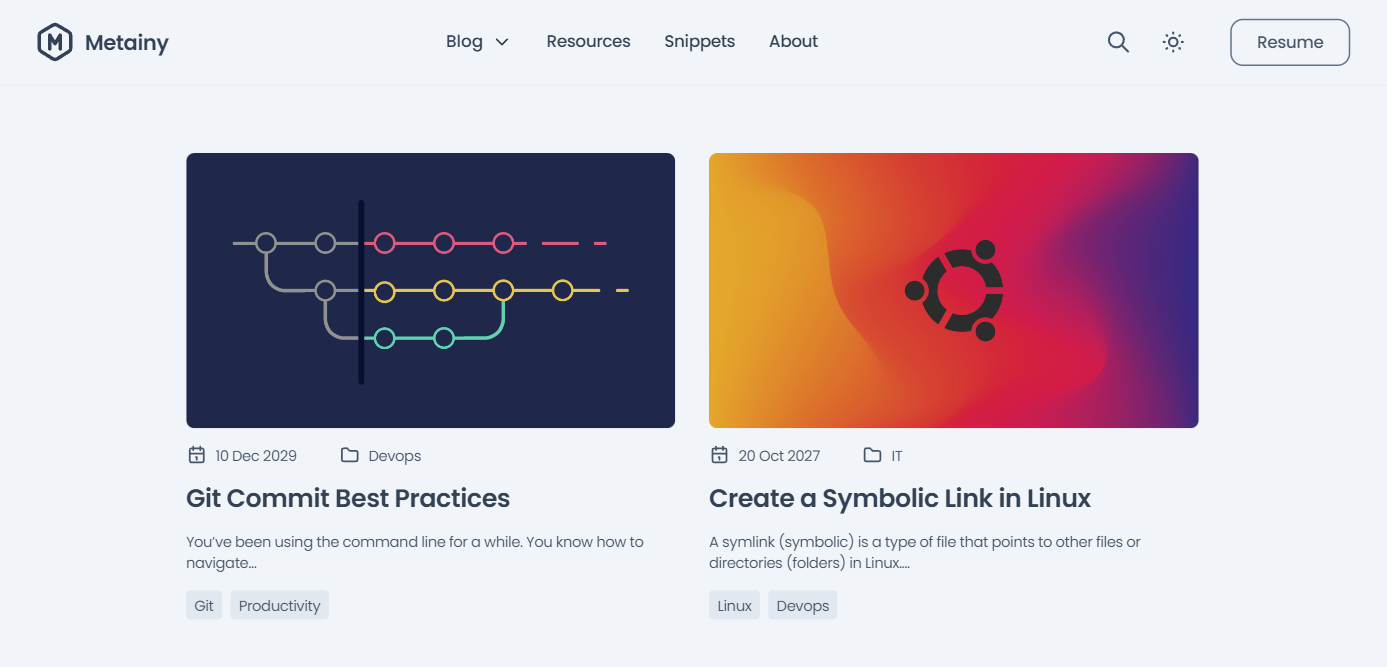 Metainy
Blog
Resources
Snippets
About
Resume
10 Dec 2029
Devops
Git Commit Best Practices
You’ve been using the command line for a while. You know how to
navigate...
Git
Productivity
20 Oct 2027
IT
Create a Symbolic Link in Linux
A symlink (symbolic) is a type of file that points to other files or
directories (folders) in Linux....
Linux
Devops